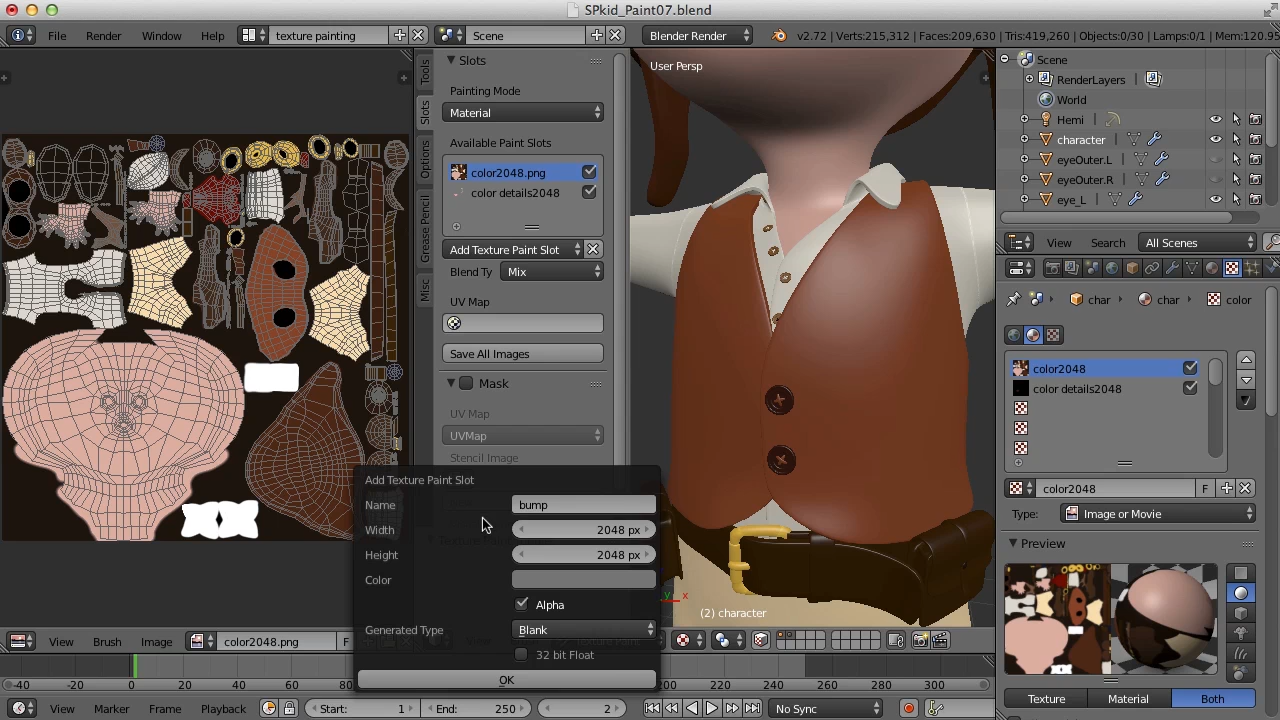 SPkid_Paint07.blend
File Render Window Help texture painting Scene Blender Render v2.72 | Verts:215,312 | Faces:209,630 | Tris:419,260 | Objects:0/30 | Lamps:0/1 | Mem:120.95
Tools
Slots
Options
Grease Pencil
Misc
Slots
Painting Mode
Material
Available Paint Slots
color2048.png
color details2048
Add Texture Paint Slot
Blend Ty Mix
UV Map
Save All Images
Mask
UV Map
UVMap
Stencil Image
User Persp
y x
(2) character
Add Texture Paint Slot
Name bump
Width 2048 px
Height 2048 px
Color
Alpha
Generated Type Blank
32 bit Float
OK
Scene
RenderLayers
World
Hemi
character
eyeOuter.L
eyeOuter.R
eye_L
View Search All Scenes
char char color
color2048
color details2048
color2048 F
Type: Image or Movie
Preview
Texture Material Both
View Brush Image color2048.png F
-40 -20 0 20 40 180 200 220 240 260 280 300
View Marker Frame Playback Start: 1 End: 250 2 No Sync